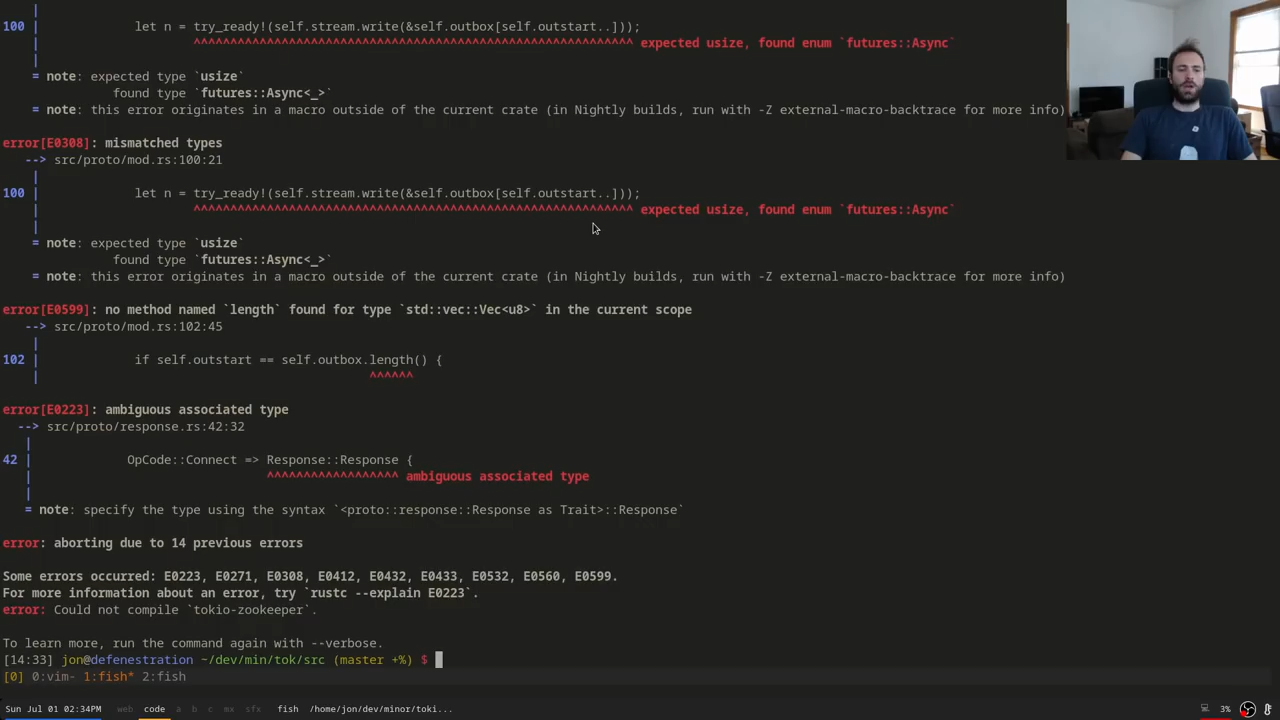 |
100 |             let n = try_ready!(self.stream.write(&self.outbox[self.outstart..]));
|                     ^^^^^^^^^^^^^^^^^^^^^^^^^^^^^^^^^^^^^^^^^^^^^^^^^^^^^^^^^^^^ expected usize, found enum `futures::Async`
|
= note: expected type `usize`
found type `futures::Async<_>`
= note: this error originates in a macro outside of the current crate (in Nightly builds, run with -Z external-macro-backtrace for more info)
error[E0308]: mismatched types
--> src/proto/mod.rs:100:21
|
100 |             let n = try_ready!(self.stream.write(&self.outbox[self.outstart..]));
|                     ^^^^^^^^^^^^^^^^^^^^^^^^^^^^^^^^^^^^^^^^^^^^^^^^^^^^^^^^^^^^ expected usize, found enum `futures::Async`
|
= note: expected type `usize`
found type `futures::Async<_>`
= note: this error originates in a macro outside of the current crate (in Nightly builds, run with -Z external-macro-backtrace for more info)
error[E0599]: no method named `length` found for type `std::vec::Vec<u8>` in the current scope
--> src/proto/mod.rs:102:45
|
102 |             if self.outstart == self.outbox.length() {
|                                             ^^^^^^
error[E0223]: ambiguous associated type
--> src/proto/response.rs:42:32
|
42 |             OpCode::Connect => Response::Response {
|                                ^^^^^^^^^^^^^^^^^^ ambiguous associated type
|
= note: specify the type using the syntax `<proto::response::Response as Trait>::Response`
error: aborting due to 14 previous errors
Some errors occurred: E0223, E0271, E0308, E0412, E0432, E0433, E0532, E0560, E0599.
For more information about an error, try `rustc --explain E0223`.
error: Could not compile `tokio-zookeeper`.
To learn more, run the command again with --verbose.
[14:33] jon@defenestration ~/dev/min/tok/src (master +%) $
[0] 0:vim- 1:fish* 2:fish
Sun Jul 01 02:34PM web code a b c mx sfx fish /home/jon/dev/minor/toki... 3%